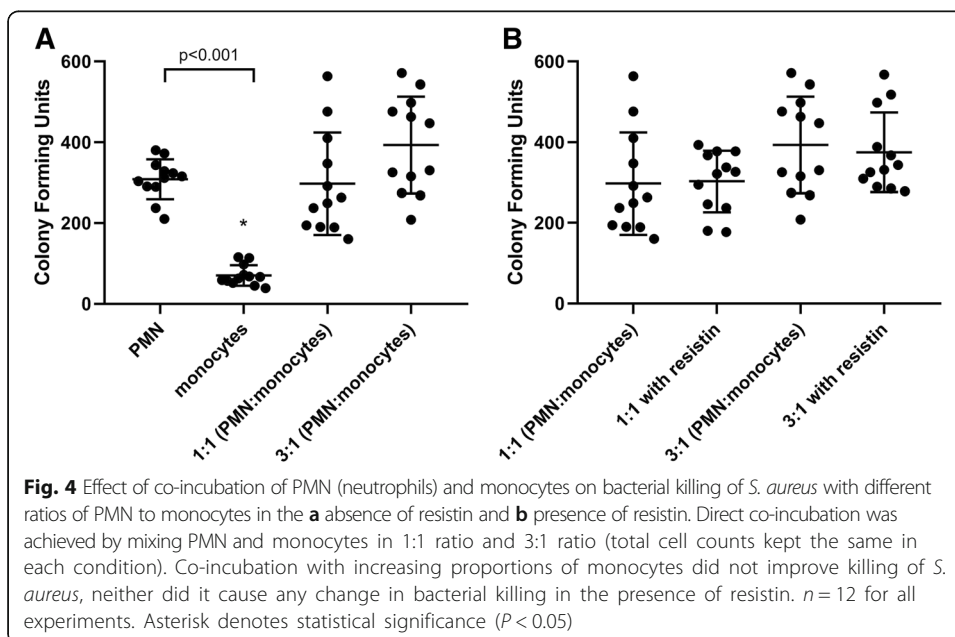 A
p<0.001
600
400
200
0
Colony Forming Units
*
PMN
monocytes
1:1 (PMN:monocytes)
3:1 (PMN:monocytes)
B
600
400
200
0
Colony Forming Units
1:1 (PMN:monocytes)
1:1 with resistin
3:1 (PMN:monocytes)
3:1 with resistin
Fig. 4 Effect of co-incubation of PMN (neutrophils) and monocytes on bacterial killing of S. aureus with different
ratios of PMN to monocytes in the a absence of resistin and b presence of resistin. Direct co-incubation was
achieved by mixing PMN and monocytes in 1:1 ratio and 3:1 ratio (total cell counts kept the same in
each condition). Co-incubation with increasing proportions of monocytes did not improve killing of S.
aureus, neither did it cause any change in bacterial killing in the presence of resistin. n = 12 for all
experiments. Asterisk denotes statistical significance (P < 0.05)